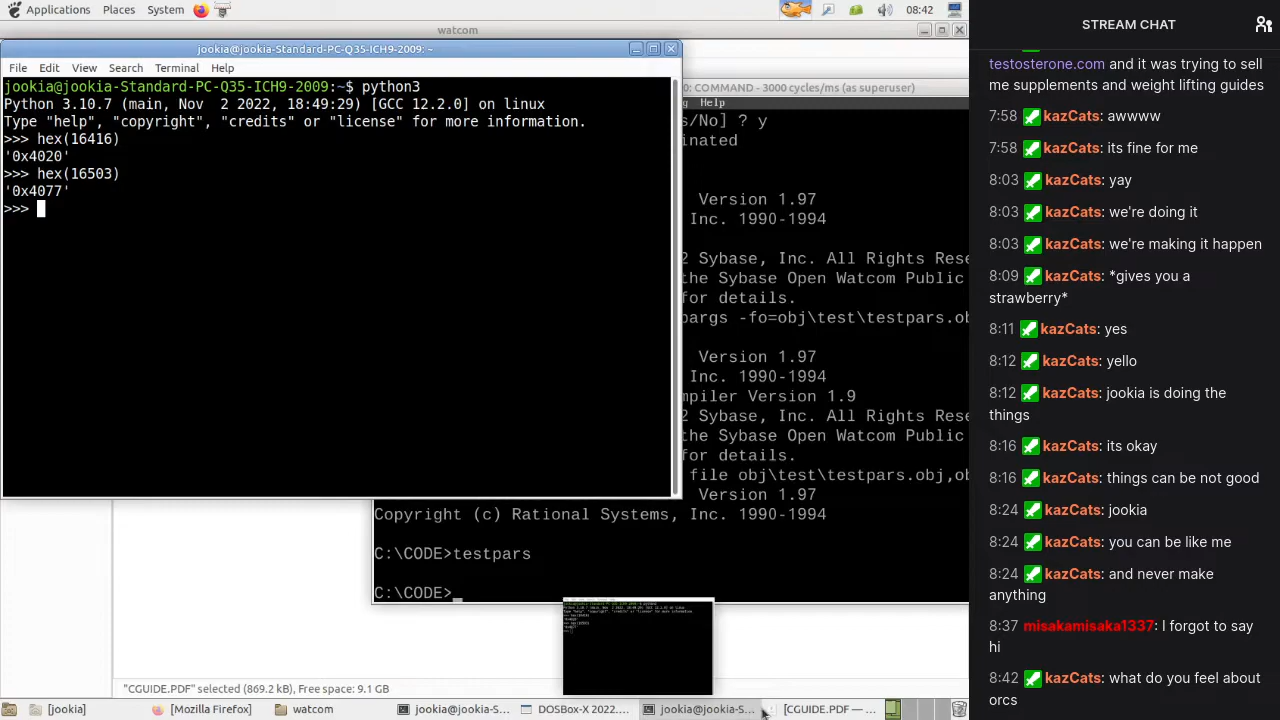 Applications Places System 08:42
watcom
jookia@jookia-Standard-PC-Q35-ICH9-2009: ~
File Edit View Search Terminal Help
jookia@jookia-Standard-PC-Q35-ICH9-2009:~$ python3
Python 3.10.7 (main, Nov  2 2022, 18:49:29) [GCC 12.2.0] on linux
Type "help", "copyright", "credits" or "license" for more information.
>>> hex(16416)
'0x4020'
>>> hex(16503)
'0x4077'
>>>
0: COMMAND - 3000 cycles/ms (as superuser)
g Help
s/No] ? y
inated
Version 1.97
Inc. 1990-1994
2 Sybase, Inc. All Rights Rese
the Sybase Open Watcom Public
for details.
pargs -fo=obj\test\testpars.ob
Version 1.97
Inc. 1990-1994
mpiler Version 1.9
2 Sybase, Inc. All Rights Rese
the Sybase Open Watcom Public
for details.
file obj\test\testpars.obj,ob
Version 1.97
Copyright (c) Rational Systems, Inc. 1990-1994
C:\CODE>testpars
C:\CODE>_
"CGUIDE.PDF" selected (869.2 kB), Free space: 9.1 GB
[jookia] [Mozilla Firefox] watcom jookia@jookia-S... DOSBox-X 2022.... jookia@jookia-S... [CGUIDE.PDF — ...
STREAM CHAT
testosterone.com and it was trying to sell
me supplements and weight lifting guides
7:58 kazCats: awwww
7:58 kazCats: its fine for me
8:03 kazCats: yay
8:03 kazCats: we're doing it
8:03 kazCats: we're making it happen
8:09 kazCats: *gives you a
strawberry*
8:11 kazCats: yes
8:12 kazCats: yello
8:12 kazCats: jookia is doing the
things
8:16 kazCats: its okay
8:16 kazCats: things can be not good
8:24 kazCats: jookia
8:24 kazCats: you can be like me
8:24 kazCats: and never make
anything
8:37 misakamisaka1337: I forgot to say
hi
8:42 kazCats: what do you feel about
orcs